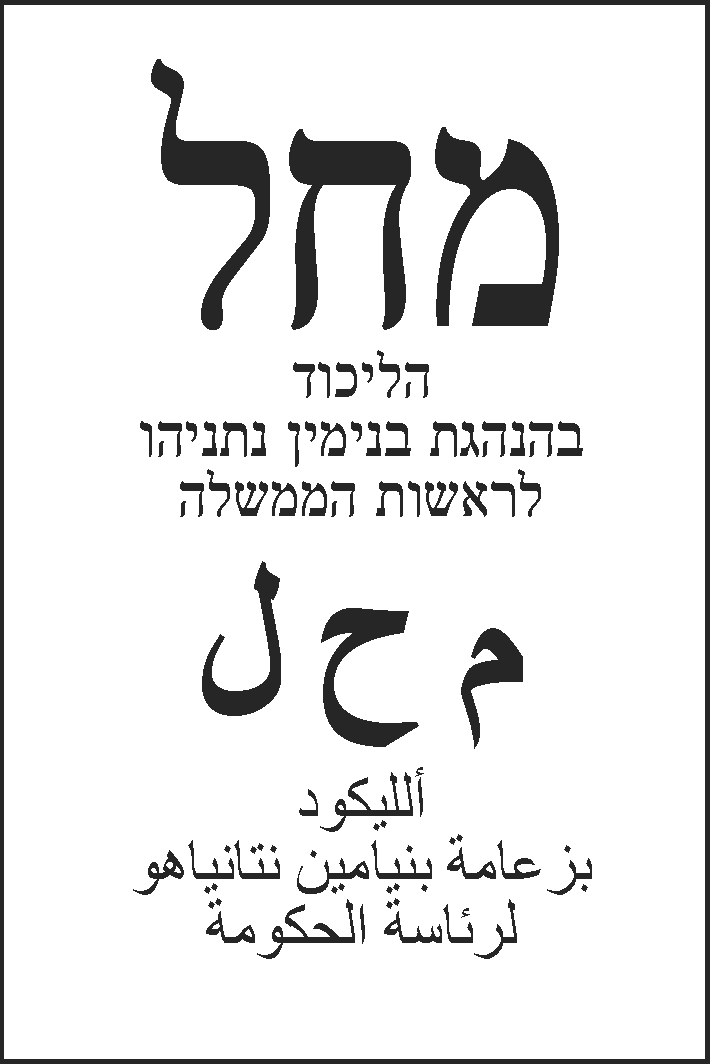 מחל
הליכוד
בהנהגת בנימין נתניהו
לראשות הממשלה
م ح ل
ألليكود
بزعامة بنيامين نتانياهو
لرئاسة الحكومة